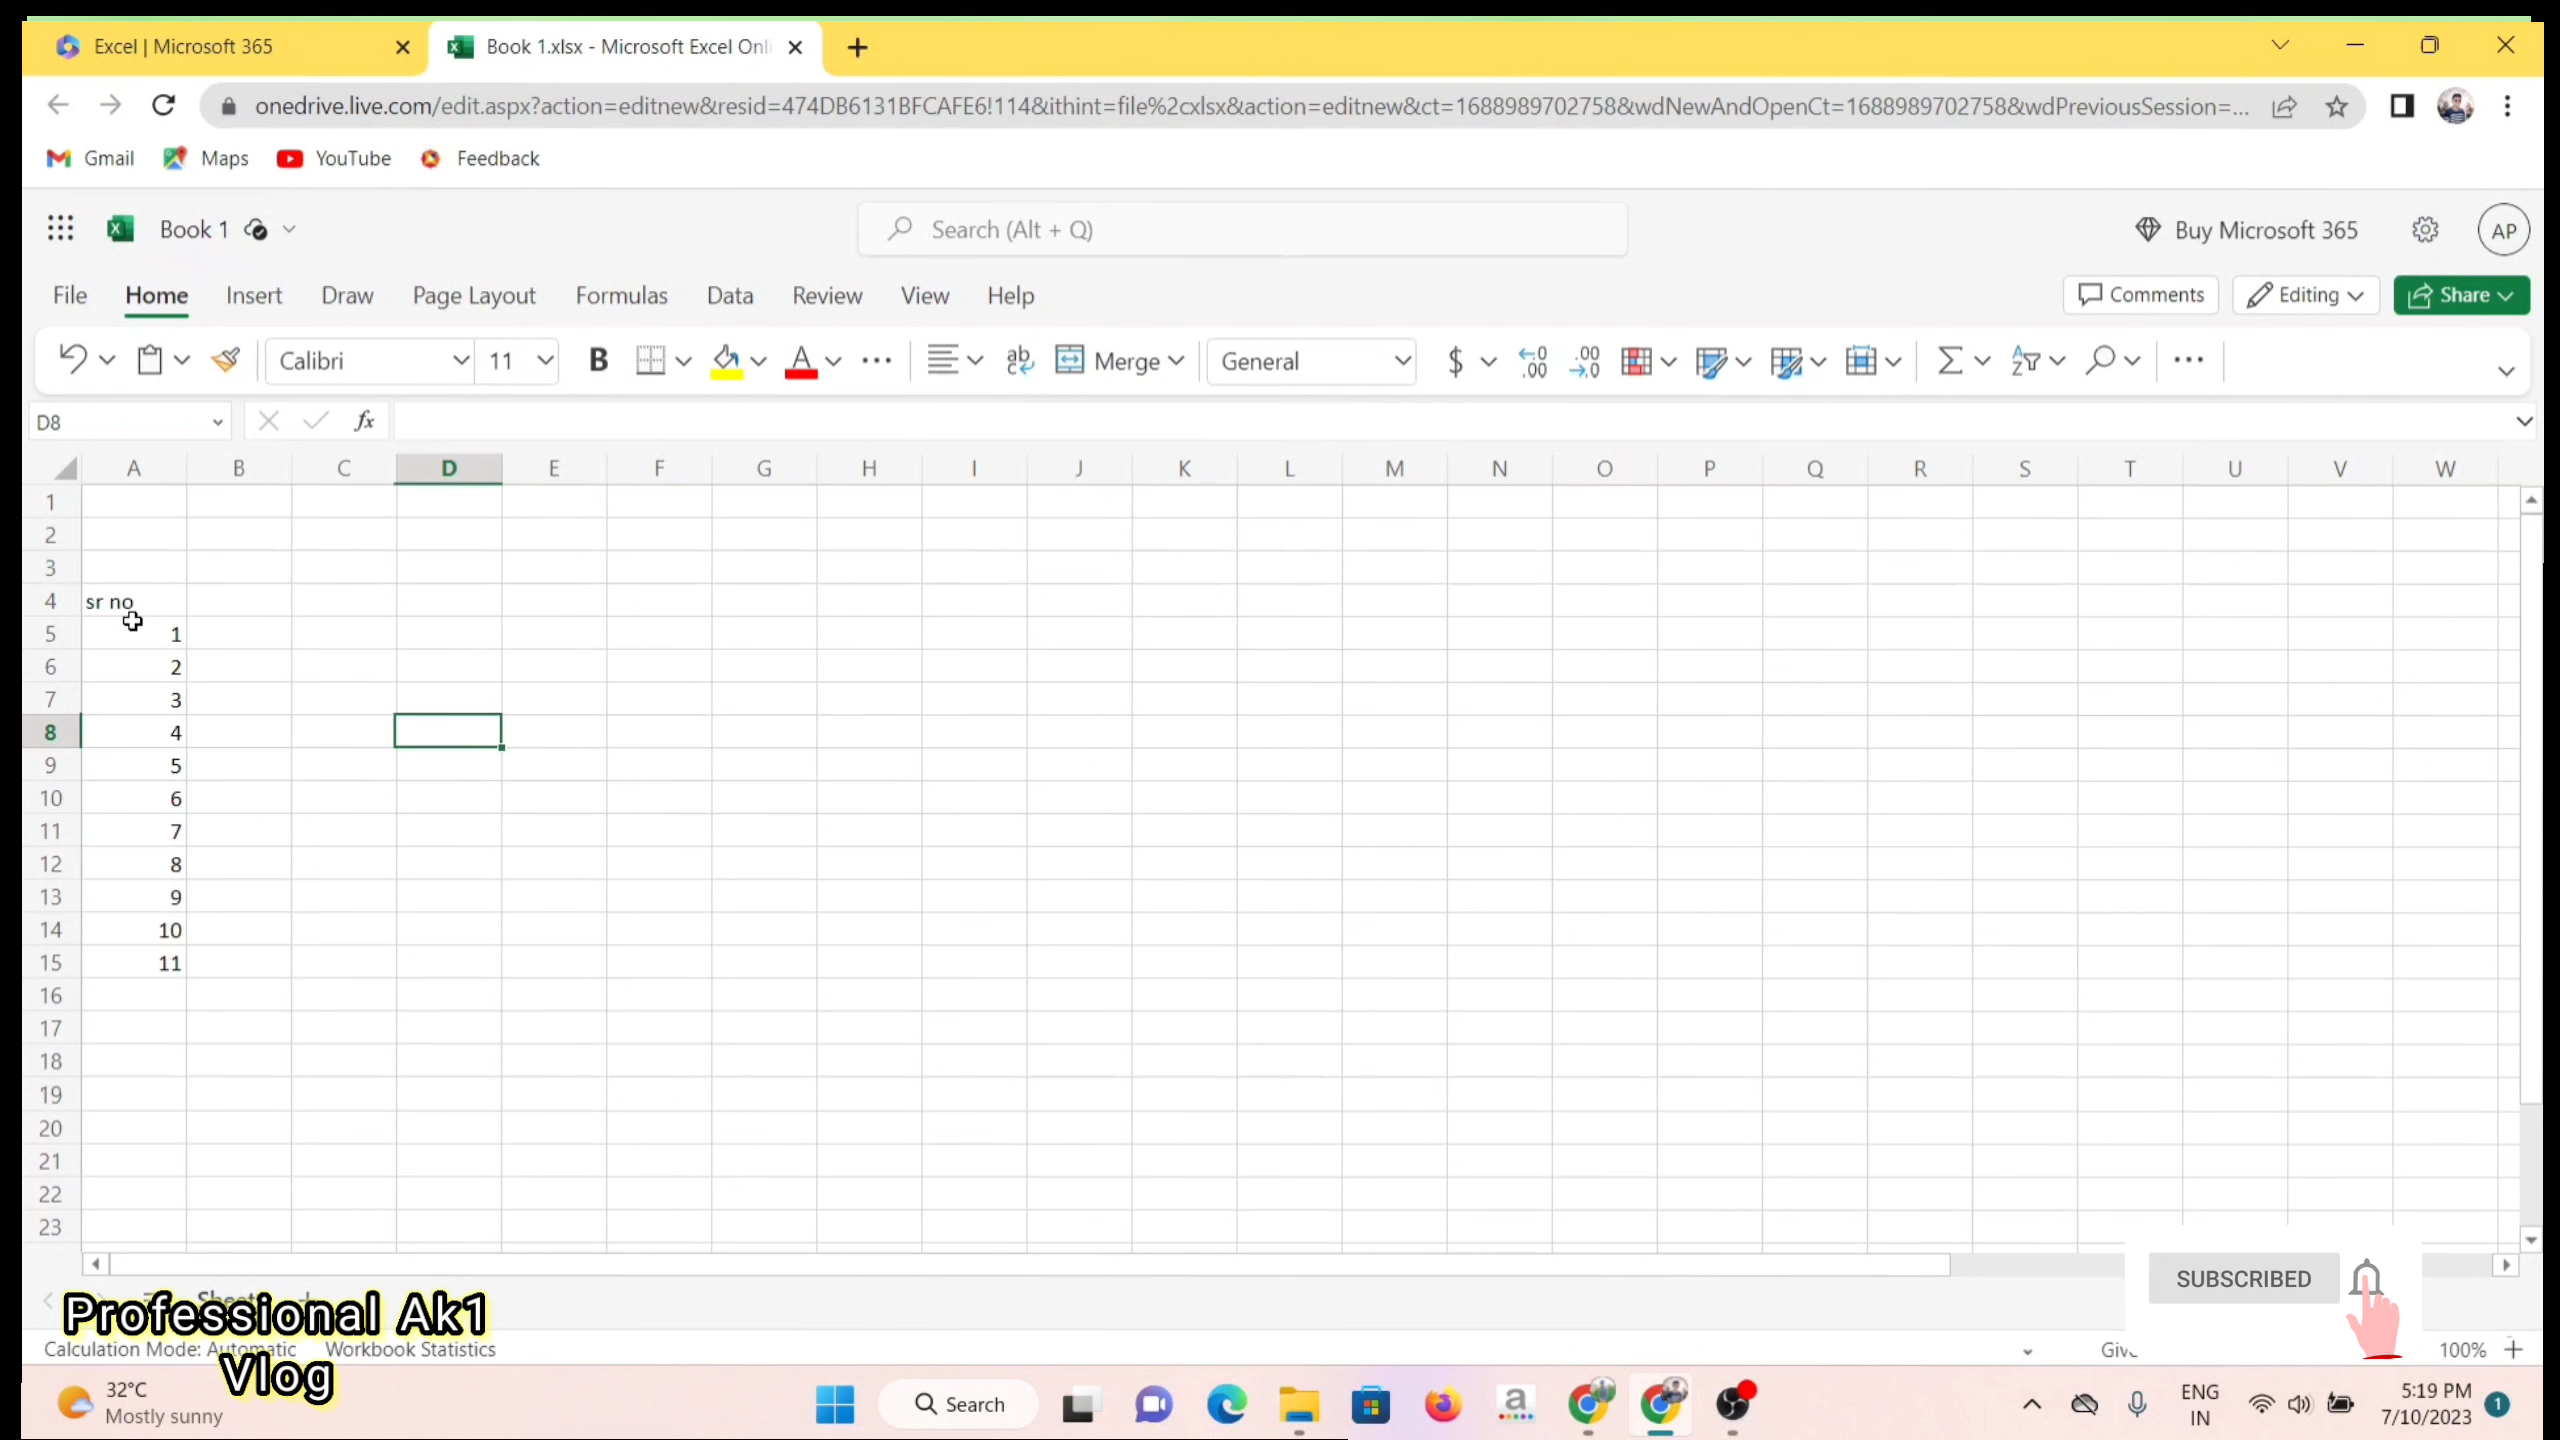 Excel | Microsoft 365
Book 1.xlsx - Microsoft Excel Onli
onedrive.live.com/edit.aspx?action=editnew&resid=474DB6131BFCAFE6!114&ithint=file%2cxlsx&action=editnew&ct=1688989702758&wdNewAndOpenCt=1688989702758&wdPreviousSession=...
Gmail Maps YouTube Feedback
Book 1 Search (Alt + Q) Buy Microsoft 365 AP
File Home Insert Draw Page Layout Formulas Data Review View Help Comments Editing Share
Calibri 11 B A ab c Merge General $ .00 .00 ...
D8 fx
A B C D E F G H I J K L M N O P Q R S T U V W
1
2
3
4 sr no
5 1
6 2
7 3
8 4
9 5
10 6
11 7
12 8
13 9
14 10
15 11
16
17
18
19
20
21
22
23
SUBSCRIBED
Professional Ak1
Vlog
Calculation Mode: Automatic Workbook Statistics 100%
32°C
Mostly sunny
Search
ENG
IN
5:19 PM
7/10/2023
1